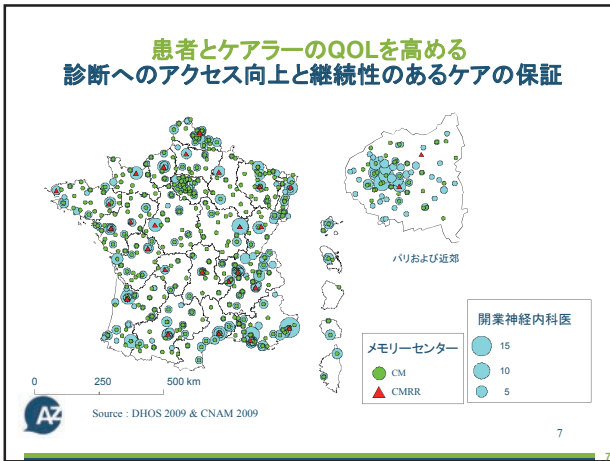 患者とケアラーのQOLを高める
診断へのアクセス向上と継続性のあるケアの保証
パリおよび近郊
メモリーセンター
CM
CMRR
開業神経内科医
15
10
5
0 250 500 km
AZ
Source : DHOS 2009 & CNAM 2009
7
7